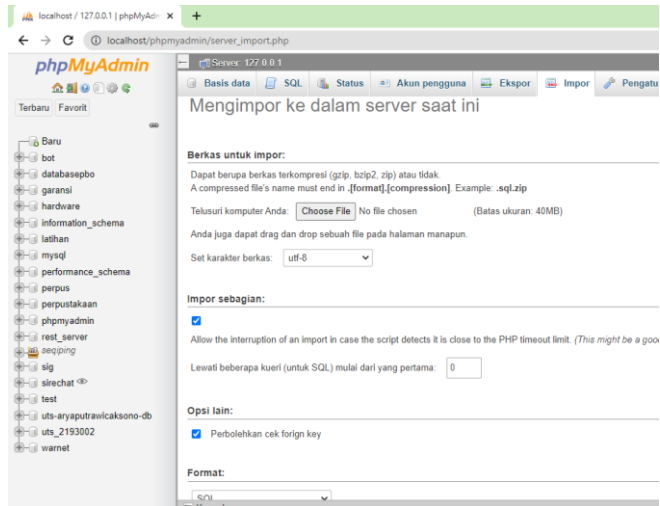 localhost / 127.0.0.1 | phpMyAdm
localhost/phpmyadmin/server_import.php
phpMyAdmin
Terbaru Favorit
Baru
bot
databasepbo
garansi
hardware
information_schema
latihan
mysql
performance_schema
perpus
perpustakaan
phpmyadmin
rest_server
seqiping
sig
sirechat
test
uts-aryaputrawicaksono-db
uts_2193002
warnet
Server: 127.0.0.1
Basis data SQL Status Akun pengguna Ekspor Impor Pengatu
Mengimpor ke dalam server saat ini
Berkas untuk impor:
Dapat berupa berkas terkompresi (gzip, bzip2, zip) atau tidak.
A compressed file's name must end in .[format].[compression]. Example: .sql.zip
Telusuri komputer Anda: Choose File No file chosen (Batas ukuran: 40MB)
Anda juga dapat drag dan drop sebuah file pada halaman manapun.
Set karakter berkas: utf-8
Impor sebagian:
Allow the interruption of an import in case the script detects it is close to the PHP timeout limit. (This might be a goo
Lewati beberapa kueri (untuk SQL) mulai dari yang pertama: 0
Opsi lain:
Perbolehkan cek forign key
Format:
SQL